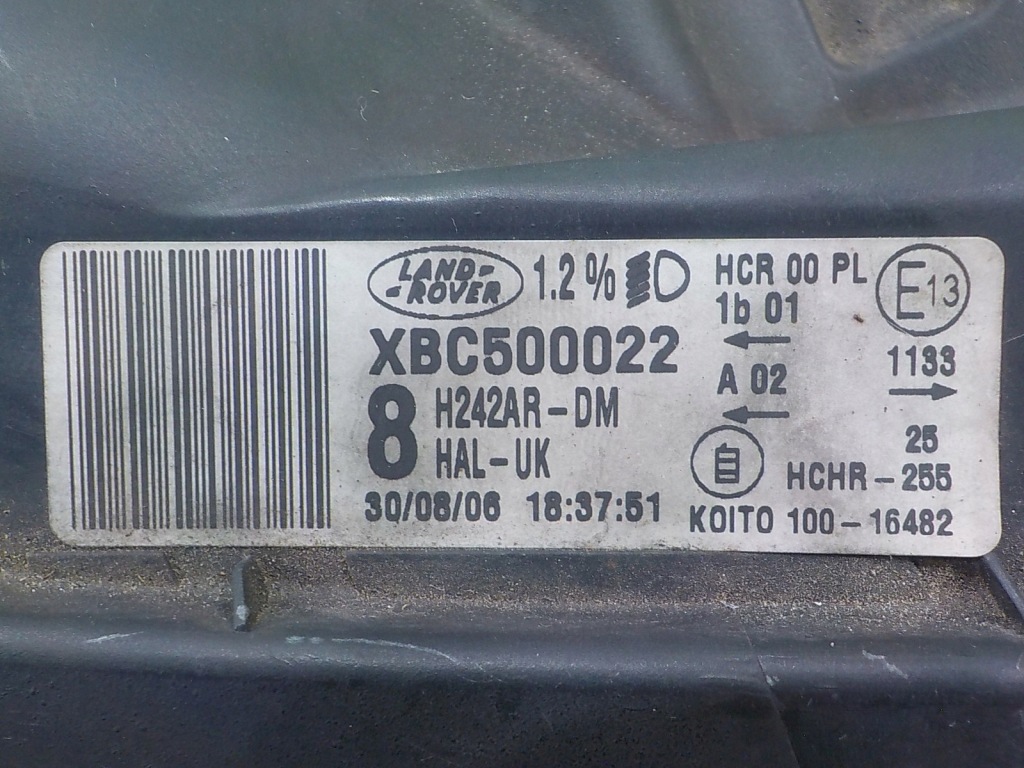 LAND-
-ROVER
1.2%
XBC500022
8
H242AR-DM
HAL-UK
30/08/06 18:37:51
HCR 00 PL
1b 01
←
A 02
←
E13
1133
→
25
自
HCHR-255
KOITO 100-16482